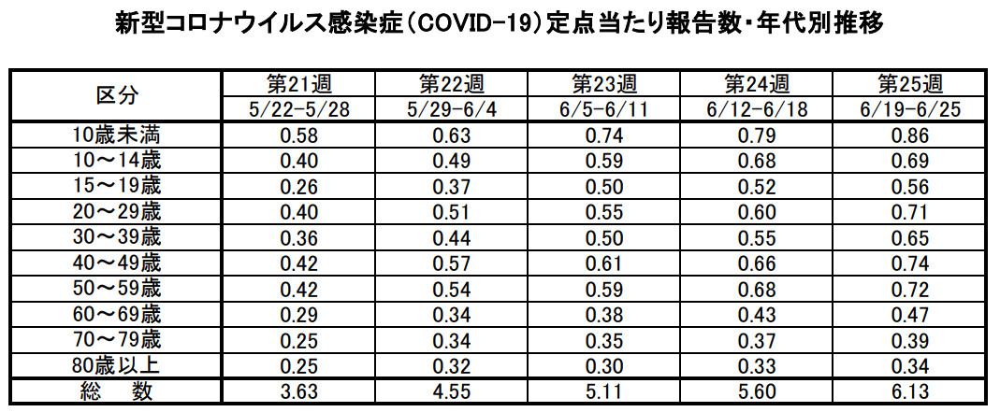 新型コロナウイルス感染症（COVID-19）定点当たり報告数・年代別推移
区分 第21週 第22週 第23週 第24週 第25週
5/22-5/28 5/29-6/4 6/5-6/11 6/12-6/18 6/19-6/25
10歳未満 0.58 0.63 0.74 0.79 0.86
10～14歳 0.40 0.49 0.59 0.68 0.69
15～19歳 0.26 0.37 0.50 0.52 0.56
20～29歳 0.40 0.51 0.55 0.60 0.71
30～39歳 0.36 0.44 0.50 0.55 0.65
40～49歳 0.42 0.57 0.61 0.66 0.74
50～59歳 0.42 0.54 0.59 0.68 0.72
60～69歳 0.29 0.34 0.38 0.43 0.47
70～79歳 0.25 0.34 0.35 0.37 0.39
80歳以上 0.25 0.32 0.30 0.33 0.34
総　数 3.63 4.55 5.11 5.60 6.13